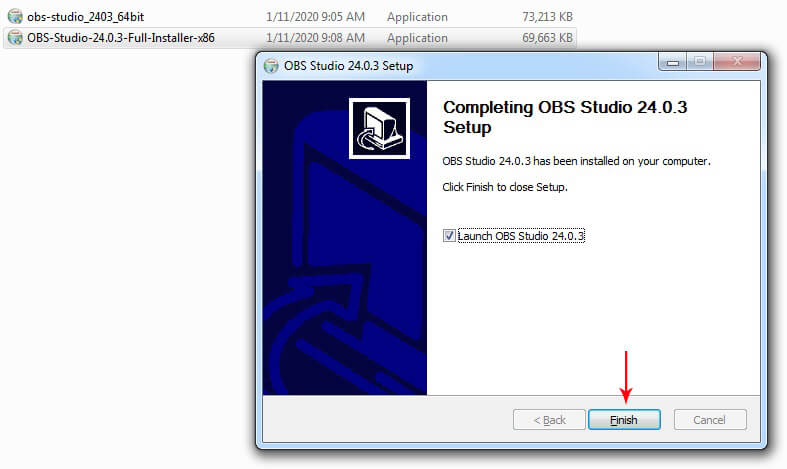 obs-studio_2403_64bit 1/11/2020 9:05 AM Application 73,213 KB
OBS-Studio-24.0.3-Full-Installer-x86 1/11/2020 9:08 AM Application 69,663 KB
OBS Studio 24.0.3 Setup
Completing OBS Studio 24.0.3
Setup
OBS Studio 24.0.3 has been installed on your computer.
Click Finish to close Setup.
Launch OBS Studio 24.0.3
< Back Finish Cancel